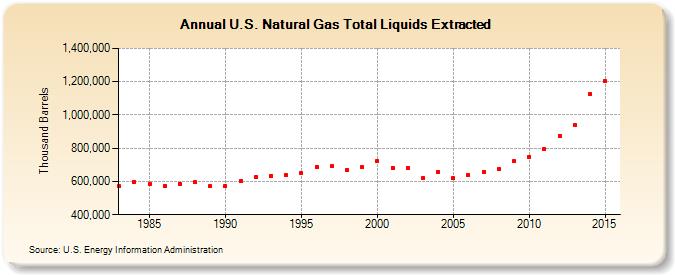 Annual U.S. Natural Gas Total Liquids Extracted
Thousand Barrels
1,400,000
1,200,000
1,000,000
800,000
600,000
400,000
1985 1990 1995 2000 2005 2010 2015
Source: U.S. Energy Information Administration